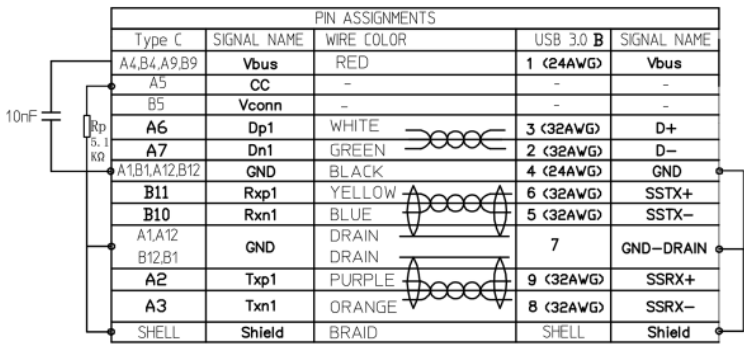 PIN ASSIGNMENTS
Type C SIGNAL NAME WIRE COLOR USB 3.0 B SIGNAL NAME
A4,B4,A9,B9 Vbus RED 1 (24AWG) Vbus
A5 CC - - -
B5 Vconn - - -
10nF
Rp
5.1
KΩ
A6 Dp1 WHITE 3 (32AWG) D+
A7 Dn1 GREEN 2 (32AWG) D-
A1,B1,A12,B12 GND BLACK 4 (24AWG) GND
B11 Rxp1 YELLOW 6 (32AWG) SSTX+
B10 Rxn1 BLUE 5 (32AWG) SSTX-
A1,A12 DRAIN
GND 7 GND-DRAIN
B12,B1 DRAIN
A2 Txp1 PURPLE 9 (32AWG) SSRX+
A3 Txn1 ORANGE 8 (32AWG) SSRX-
SHELL Shield BRAID SHELL Shield